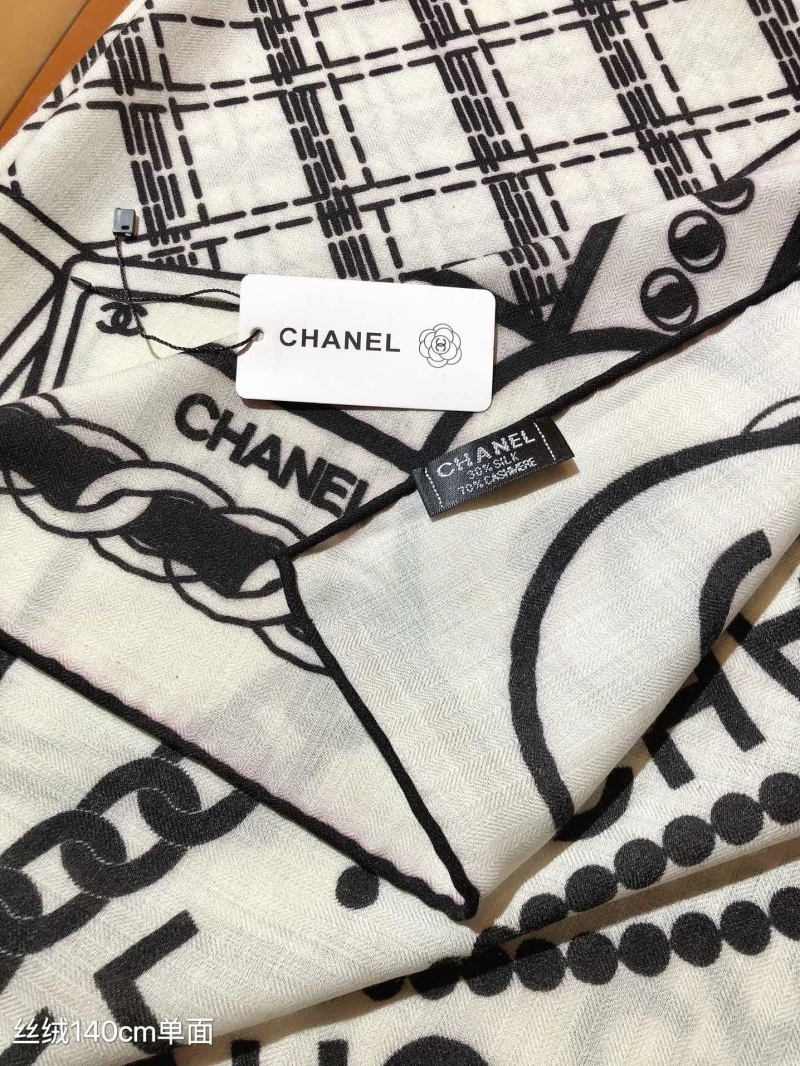 CHANEL
CHANEL
CHANEL
30% SILK
70% CASHMERE
丝绒140cm单面